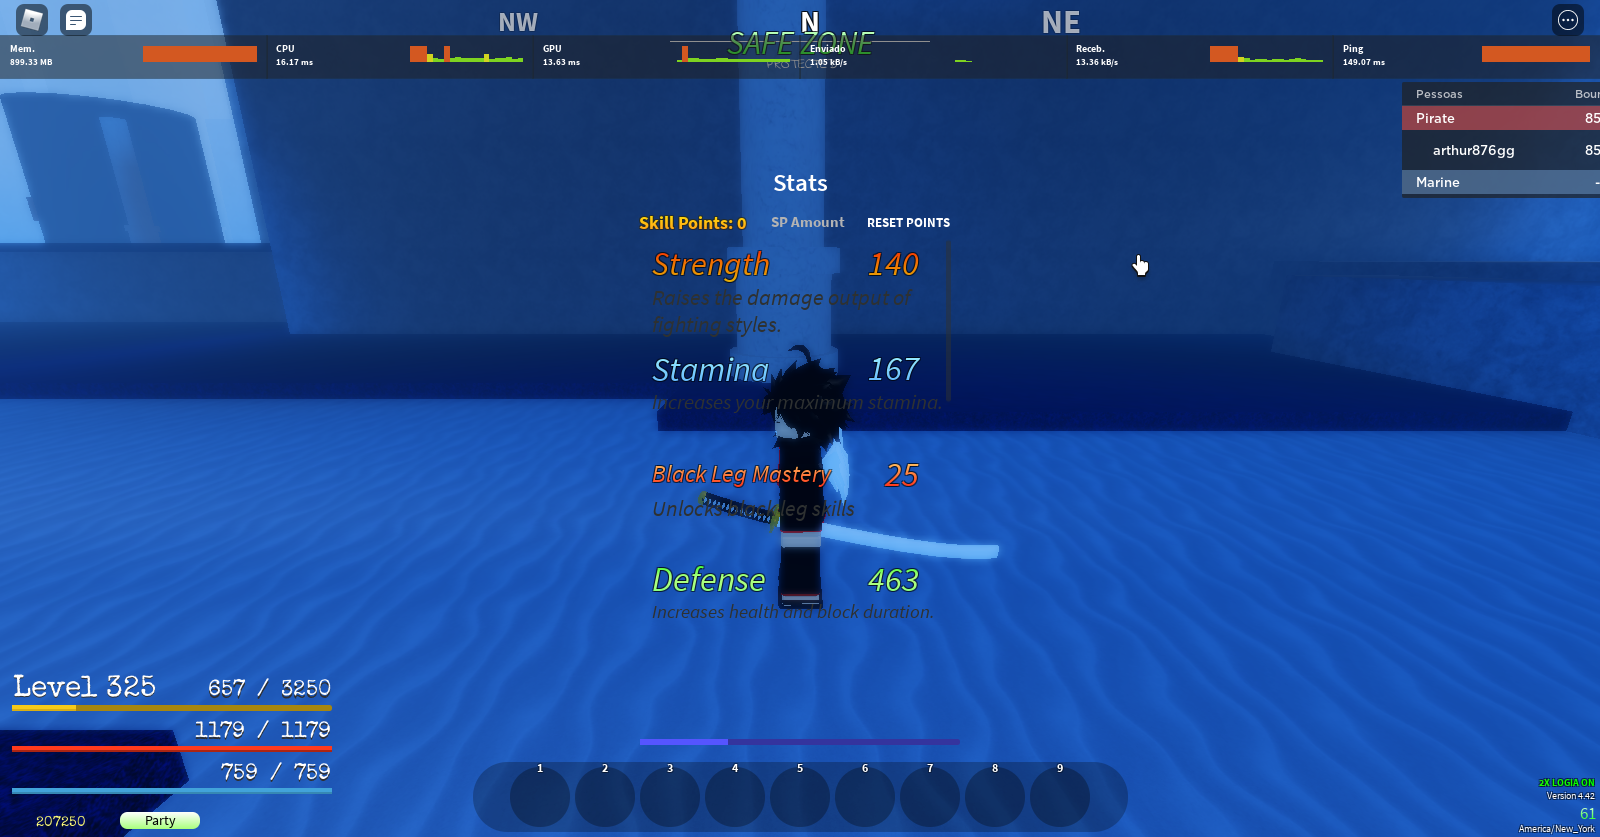 NW
N
NE
SAFE ZONE
Mem.
899.33 MB
CPU
16.17 ms
GPU
13.63 ms
Enviado
1.05 kB/s
Receb.
13.36 kB/s
Ping
149.07 ms
Pessoas
Pirate
arthur876gg
Marine
Stats
Skill Points: 0 SP Amount RESET POINTS
Strength 140
Raises the damage output of
fighting styles.
Stamina 167
Increases your maximum stamina.
Black Leg Mastery 25
Unlocks black leg skills
Defense 463
Increases health and block duration.
Level 325 657 / 3250
1179 / 1179
759 / 759
207250 Party
1 2 3 4 5 6 7 8 9
2X LOGIA ON
Version 4.42
61
America/New_York